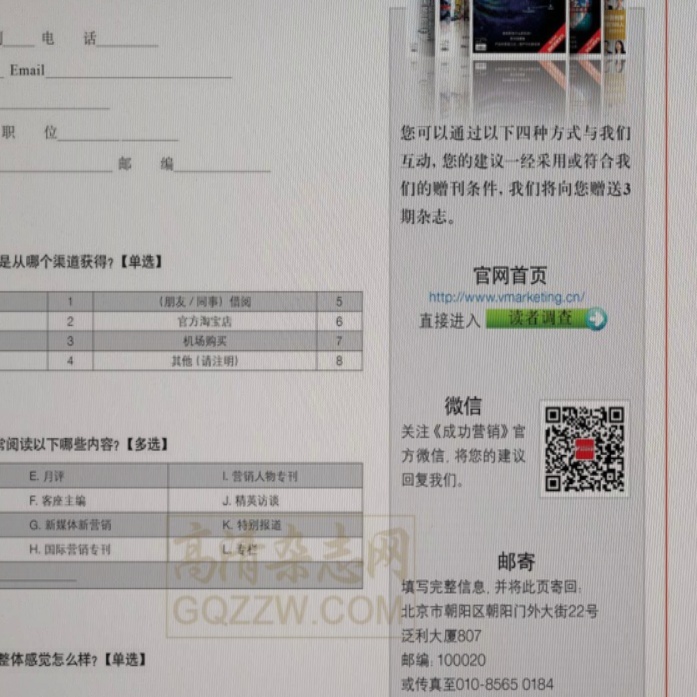 电 话
Email
职 位
邮 编
是从哪个渠道获得?【单选】
1 (朋友/同事) 借阅 5
2 官方淘宝店 6
3 机场购买 7
4 其他 (请注明) 8
阅读以下哪些内容?【多选】
E. 月评 I. 营销人物专刊
F. 客座主编 J. 精英访谈
G. 新媒体新营销 K. 特别报道
H. 国际营销专刊 L. 专栏
高清杂志网
GQZZW.COM
整体感觉怎么样?【单选】
您可以通过以下四种方式与我们
互动, 您的建议一经采用或符合我
们的赠刊条件, 我们将向您赠送3
期杂志。
官网首页
http://www.vmarketing.cn/
直接进入 读者调查
微信
关注《成功营销》官
方微信, 将您的建议
回复我们。
邮寄
填写完整信息, 并将此页寄回:
北京市朝阳区朝阳门外大街22号
泛利大厦807
邮编: 100020
或传真至010-8565 0184